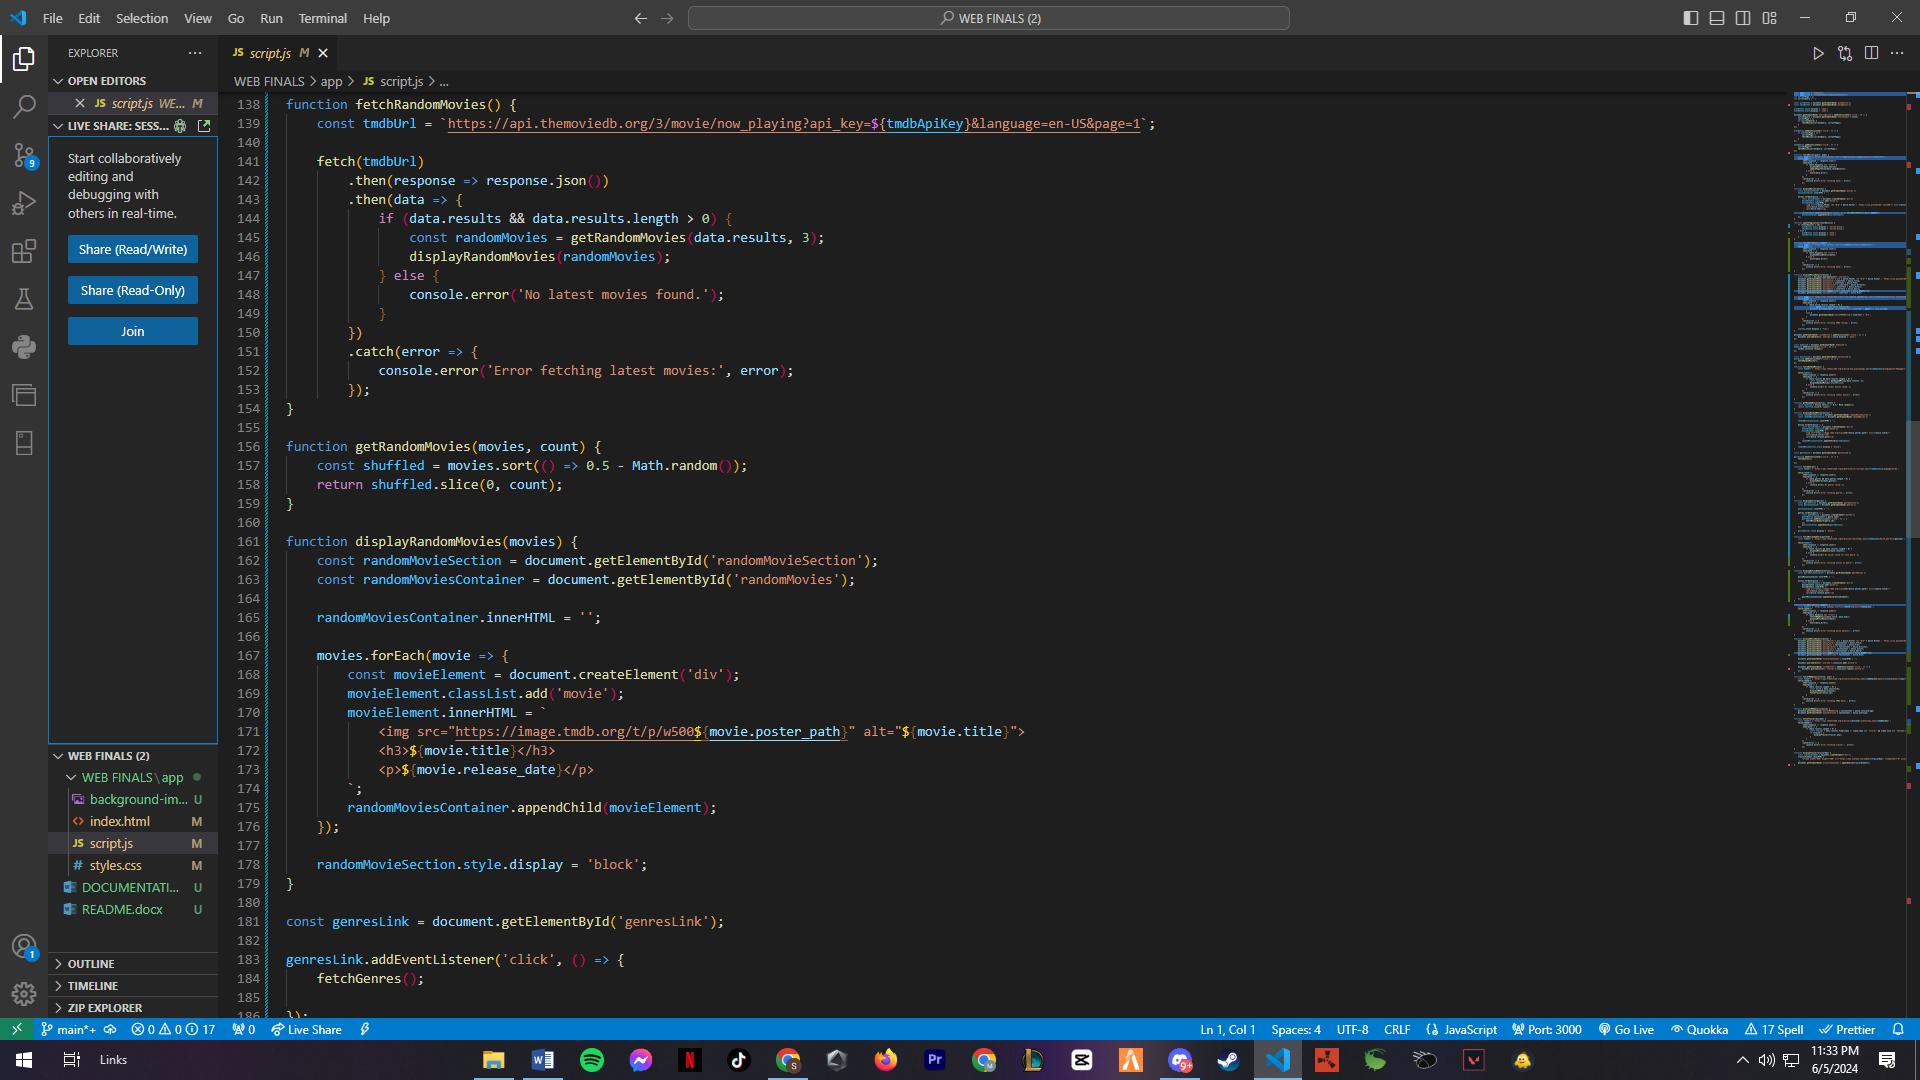 File Edit Selection View Go Run Terminal Help
WEB FINALS (2)
EXPLORER
JS script.js M
OPEN EDITORS
JS script.js WE... M
LIVE SHARE: SESS...
Start collaboratively
editing and
debugging with
others in real-time.
Share (Read/Write)
Share (Read-Only)
Join
9
WEB FINALS (2)
WEB FINALS \ app
background-im... U
index.html M
JS script.js M
# styles.css M
DOCUMENTATI... U
README.docx U
1
OUTLINE
TIMELINE
ZIP EXPLORER
WEB FINALS > app > JS script.js > ...
138 function fetchRandomMovies() {
139 const tmdbUrl = `https://api.themoviedb.org/3/movie/now_playing?api_key=${tmdbApiKey}&language=en-US&page=1`;
140
141 fetch(tmdbUrl)
142 .then(response => response.json())
143 .then(data => {
144 if (data.results && data.results.length > 0) {
145 const randomMovies = getRandomMovies(data.results, 3);
146 displayRandomMovies(randomMovies);
147 } else {
148 console.error('No latest movies found.');
149 }
150 })
151 .catch(error => {
152 console.error('Error fetching latest movies:', error);
153 });
154 }
155
156 function getRandomMovies(movies, count) {
157 const shuffled = movies.sort(() => 0.5 - Math.random());
158 return shuffled.slice(0, count);
159 }
160
161 function displayRandomMovies(movies) {
162 const randomMovieSection = document.getElementById('randomMovieSection');
163 const randomMoviesContainer = document.getElementById('randomMovies');
164
165 randomMoviesContainer.innerHTML = '';
166
167 movies.forEach(movie => {
168 const movieElement = document.createElement('div');
169 movieElement.classList.add('movie');
170 movieElement.innerHTML = `
171 <img src="https://image.tmdb.org/t/p/w500${movie.poster_path}" alt="${movie.title}">
172 <h3>${movie.title}</h3>
173 <p>${movie.release_date}</p>
174 `;
175 randomMoviesContainer.appendChild(movieElement);
176 });
177
178 randomMovieSection.style.display = 'block';
179 }
180
181 const genresLink = document.getElementById('genresLink');
182
183 genresLink.addEventListener('click', () => {
184 fetchGenres();
185
186 });
main*+ 0 0 17 0 Live Share
Ln 1, Col 1 Spaces: 4 UTF-8 CRLF {} JavaScript Port: 3000 Go Live Quokka 17 Spell Prettier
Links
11:33 PM
6/5/2024